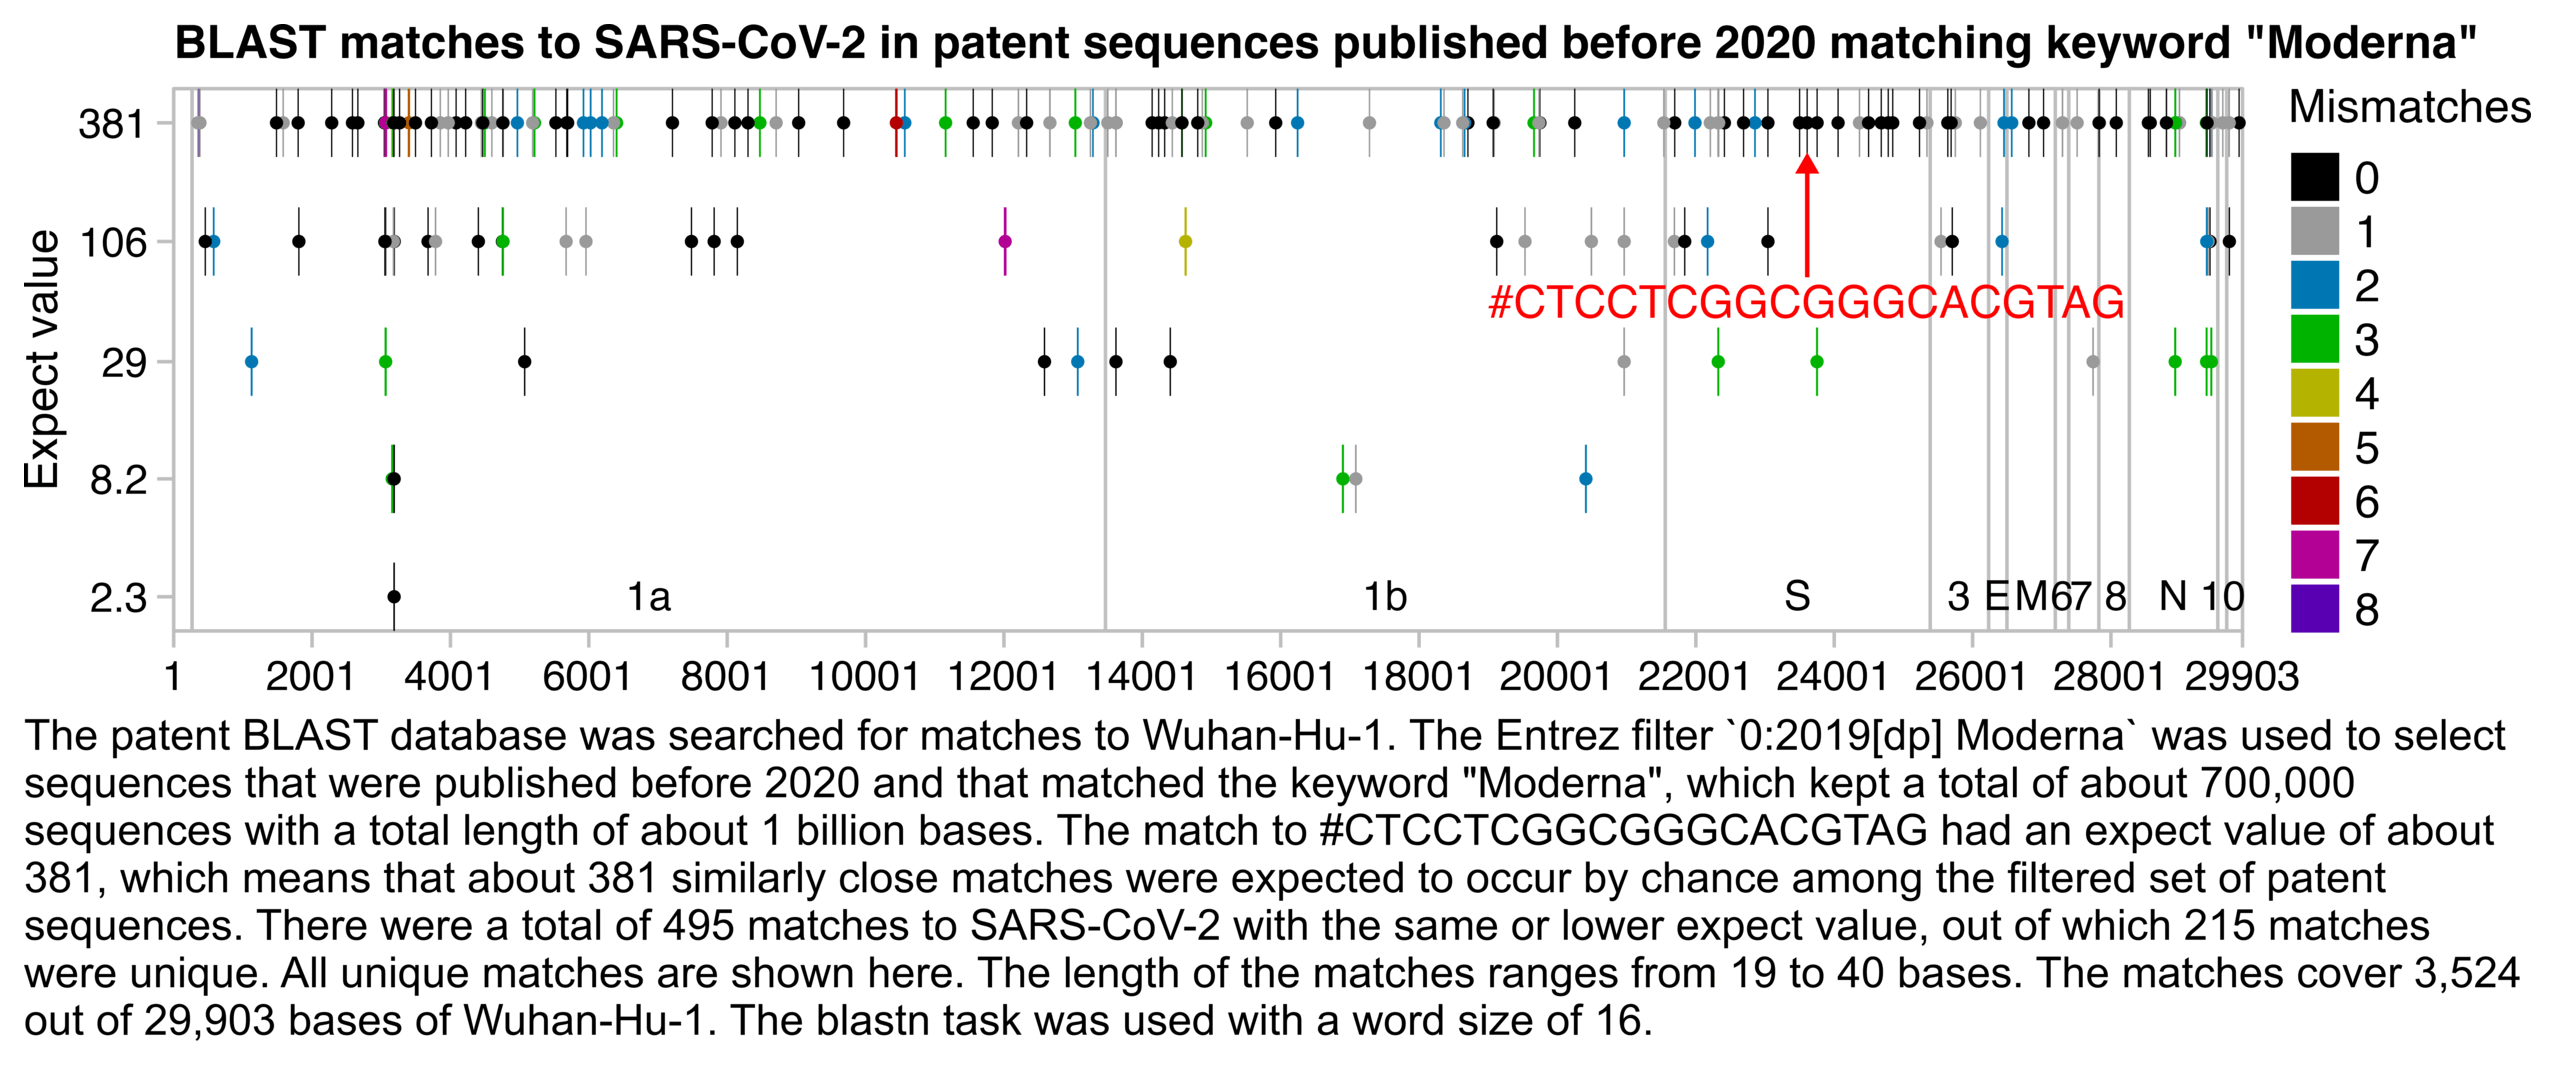 BLAST matches to SARS-CoV-2 in patent sequences published before 2020 matching keyword "Moderna"
Expect value
381
106
29
8.2
2.3
#CTCCTCGGCGGGCACGTAG
1a
1b
S
3
E
M
6
7
8
N
10
1
2001
4001
6001
8001
10001
12001
14001
16001
18001
20001
22001
24001
26001
28001
29903
Mismatches
0
1
2
3
4
5
6
7
8
The patent BLAST database was searched for matches to Wuhan-Hu-1. The Entrez filter `0:2019[dp] Moderna` was used to select
sequences that were published before 2020 and that matched the keyword "Moderna", which kept a total of about 700,000
sequences with a total length of about 1 billion bases. The match to #CTCCTCGGCGGGCACGTAG had an expect value of about
381, which means that about 381 similarly close matches were expected to occur by chance among the filtered set of patent
sequences. There were a total of 495 matches to SARS-CoV-2 with the same or lower expect value, out of which 215 matches
were unique. All unique matches are shown here. The length of the matches ranges from 19 to 40 bases. The matches cover 3,524
out of 29,903 bases of Wuhan-Hu-1. The blastn task was used with a word size of 16.